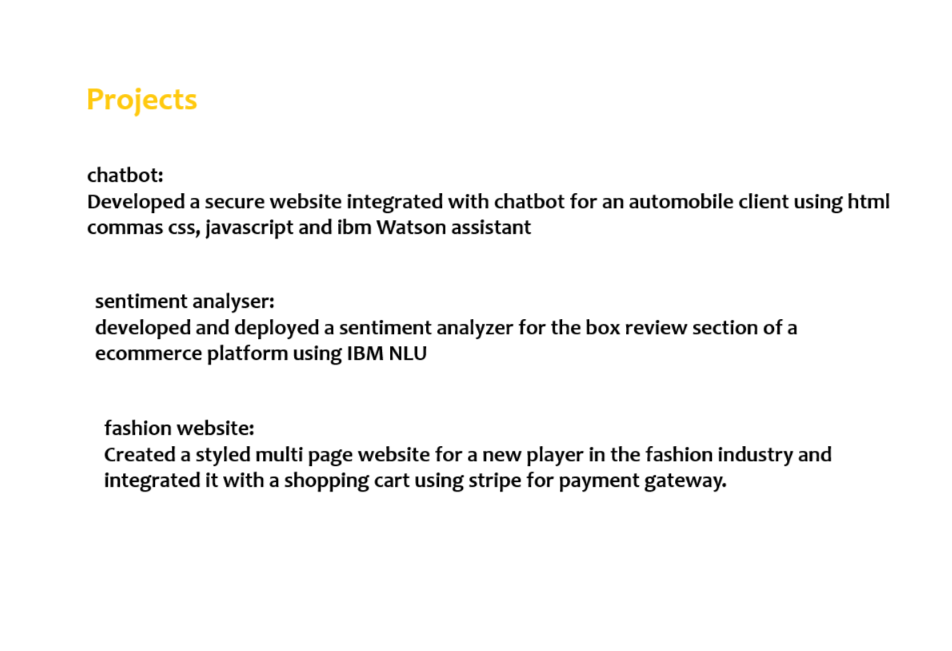 Projects
chatbot:
Developed a secure website integrated with chatbot for an automobile client using html
commas css, javascript and ibm Watson assistant
sentiment analyser:
developed and deployed a sentiment analyzer for the box review section of a
ecommerce platform using IBM NLU
fashion website:
Created a styled multi page website for a new player in the fashion industry and
integrated it with a shopping cart using stripe for payment gateway.